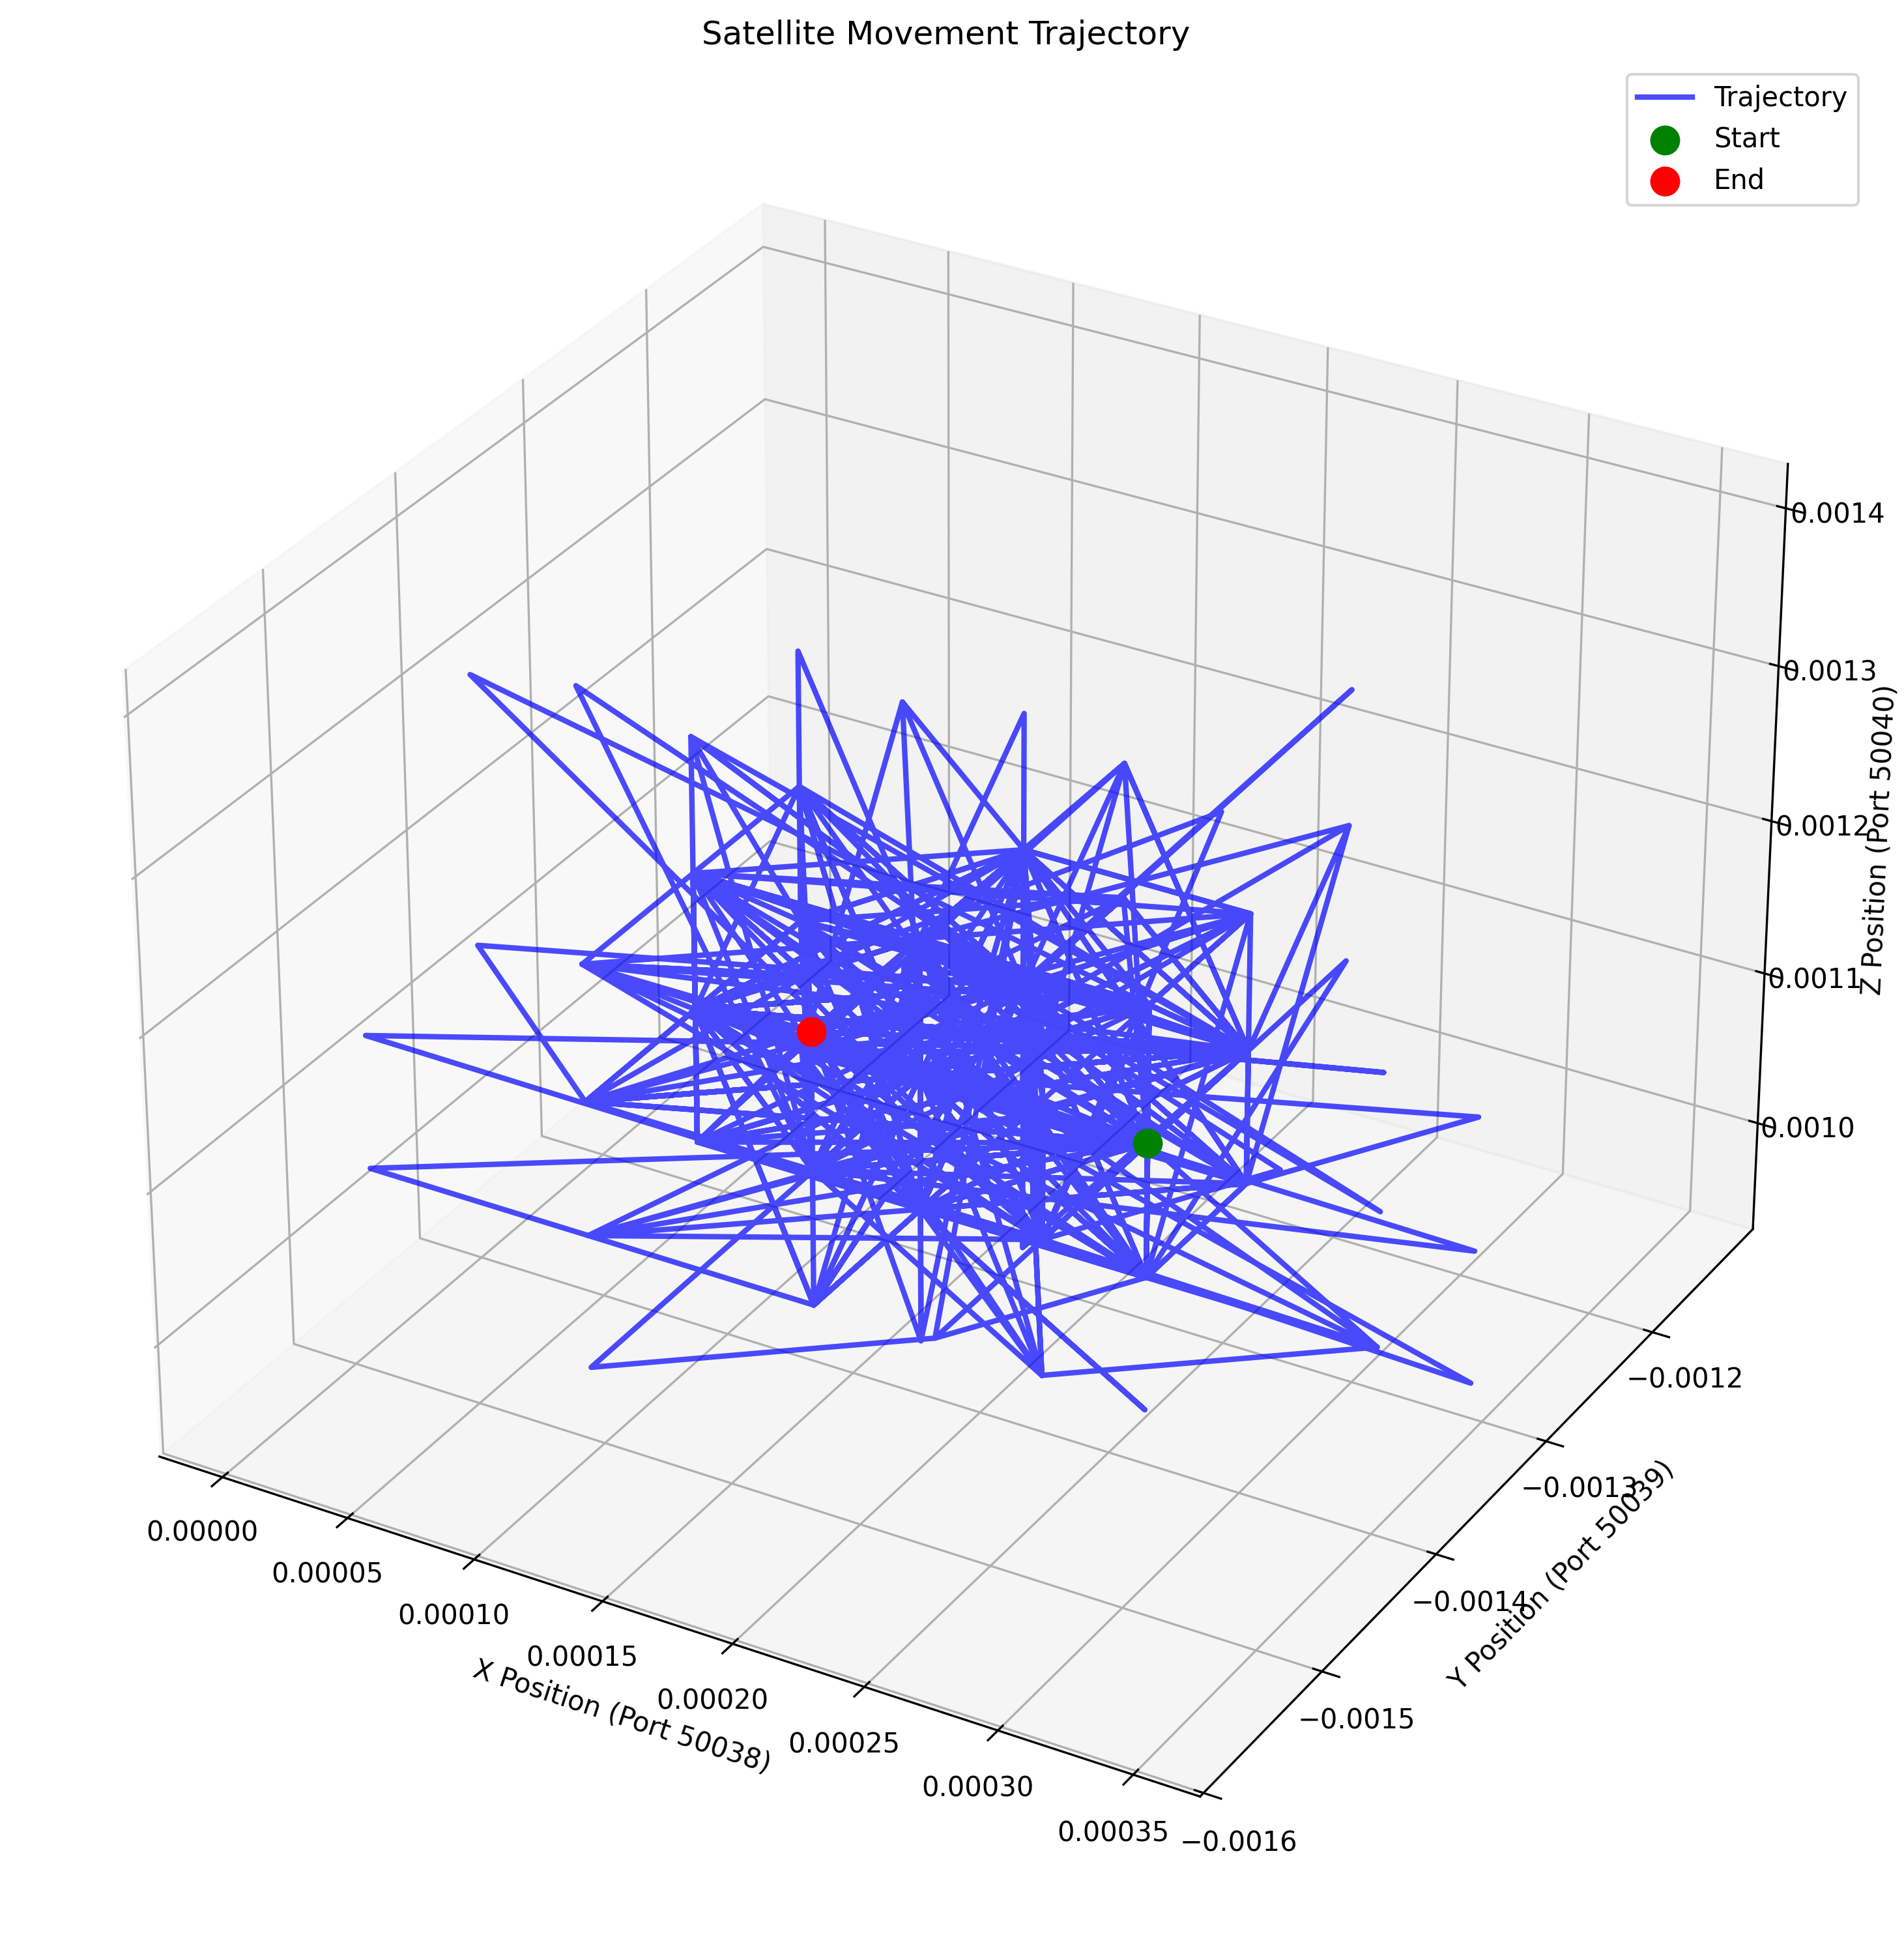 Satellite Movement Trajectory
Trajectory
Start
End
0.0014
0.0013
0.0012
0.0011
0.0010
Z Position (Port 50040)
−0.0012
−0.0013
−0.0014
−0.0015
−0.0016
Y Position (Port 50039)
0.00000
0.00005
0.00010
0.00015
0.00020
0.00025
0.00030
0.00035
X Position (Port 50038)